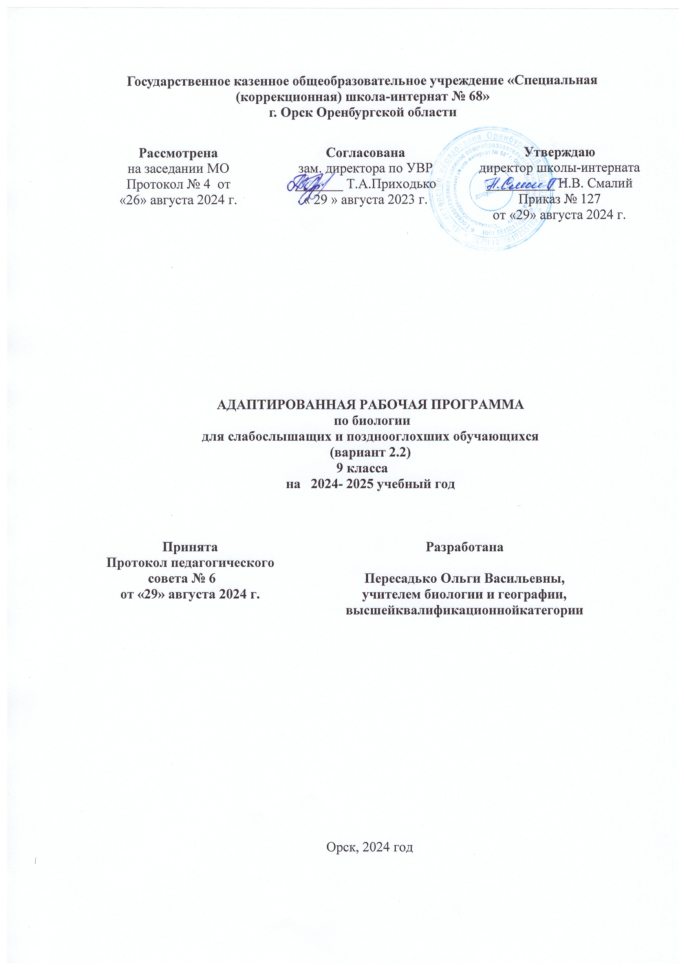 Государственное казенное общеобразовательное учреждение «Специальная
(коррекционная) школа-интернат № 68»
г. Орск Оренбургской области
Рассмотрена
на заседании МО
Протокол № 4 от
«26» августа 2024 г.
Согласована
зам. директора по УВР
Т.А.Приходько
« 29 » августа 2023 г.
Утверждаю
директор школы-интерната
Н.В. Смалий
Приказ № 127
от «29» августа 2024 г.
АДАПТИРОВАННАЯ РАБОЧАЯ ПРОГРАММА
по биологии
для слабослышащих и позднооглохших обучающихся
(вариант 2.2)
9 класса
на 2024- 2025 учебный год
Принята
Протокол педагогического
совета № 6
от «29» августа 2024 г.
Разработана
Пересадько Ольги Васильевны,
учителем биологии и географии,
высшейквалификационнойкатегории
Орск, 2024 год